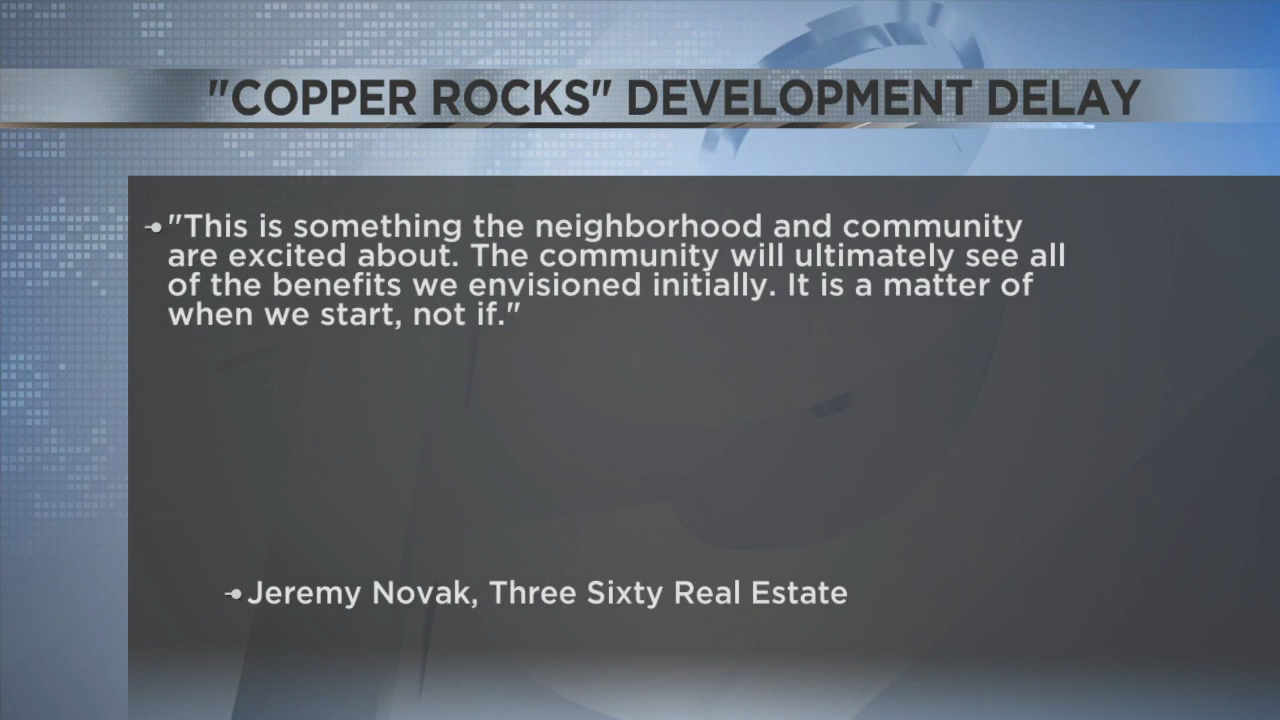 "COPPER ROCKS" DEVELOPMENT DELAY
"This is something the neighborhood and community
are excited about. The community will ultimately see all
of the benefits we envisioned initially. It is a matter of
when we start, not if."
Jeremy Novak, Three Sixty Real Estate